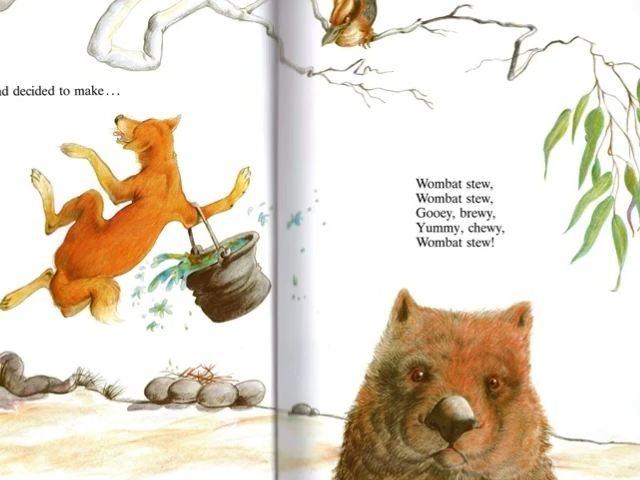 nd decided to make...
Wombat stew,
Wombat stew,
Gooey, brewy,
Yummy, chewy,
Wombat stew!